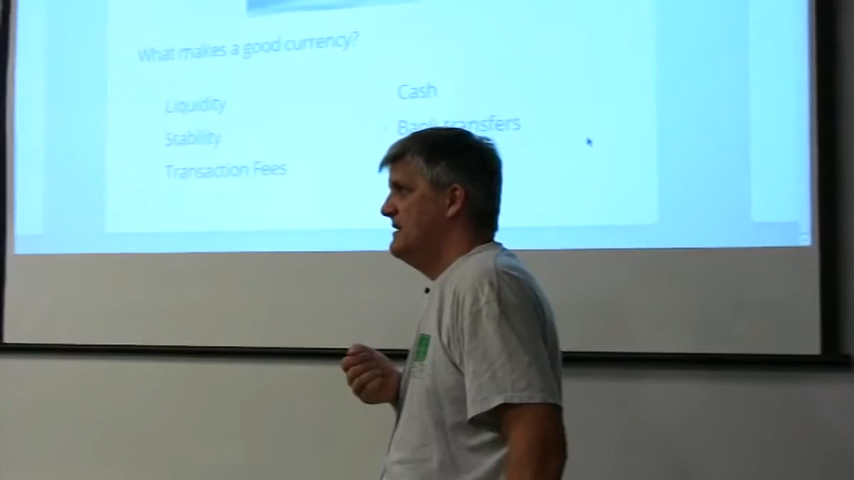 What makes a good currency?
Liquidity
Stability
Transaction Fees
Cash
Bank transfers